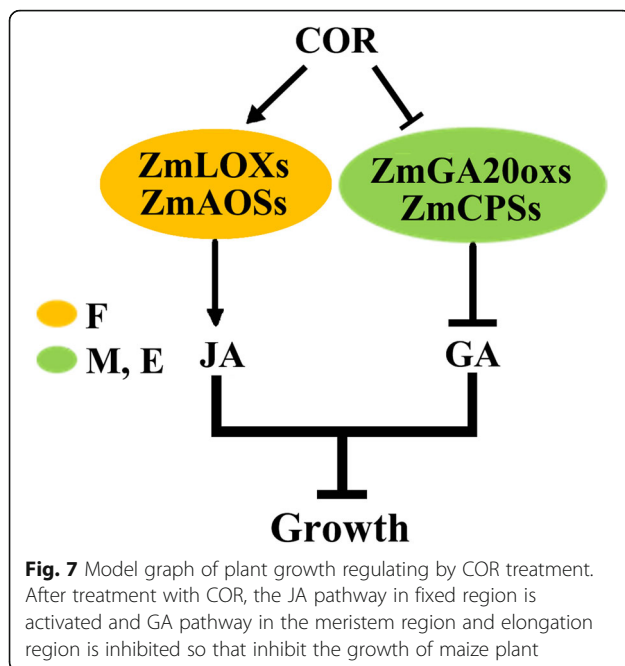 COR
ZmLOXs
ZmAOSs
ZmGA20oxs
ZmCPSs
F
M, E
JA
GA
Growth
Fig. 7 Model graph of plant growth regulating by COR treatment.
After treatment with COR, the JA pathway in fixed region is
activated and GA pathway in the meristem region and elongation
region is inhibited so that inhibit the growth of maize plant